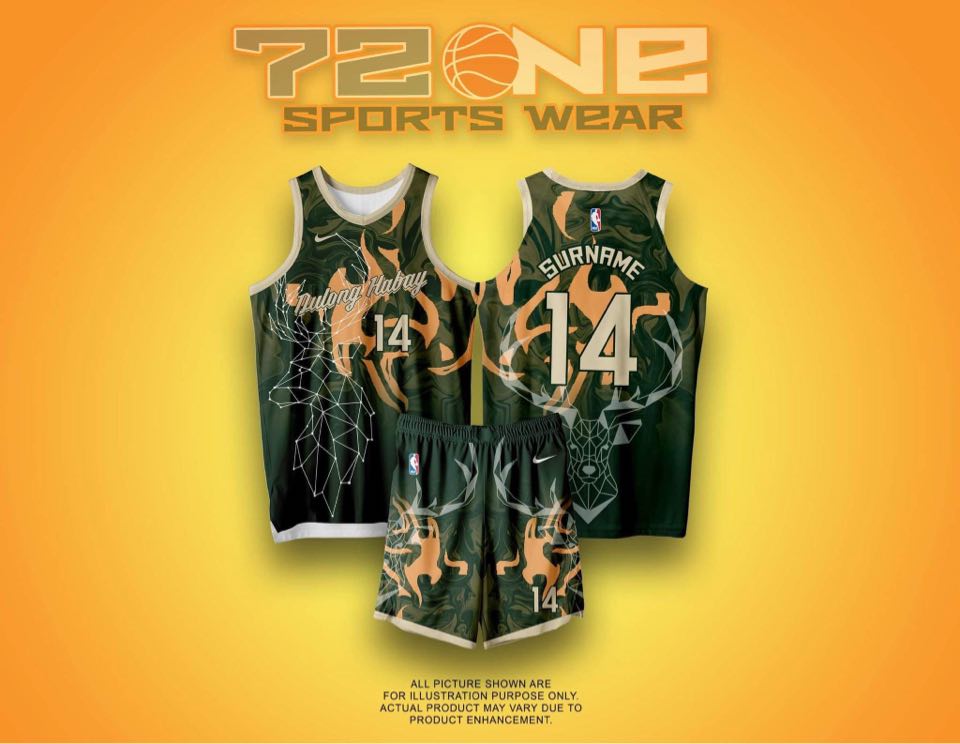 7ZONE
SPORTS WEAR
Dulong Habay
14
SURNAME
14
14
ALL PICTURE SHOWN ARE
FOR ILLUSTRATION PURPOSE ONLY.
ACTUAL PRODUCT MAY VARY DUE TO
PRODUCT ENHANCEMENT.